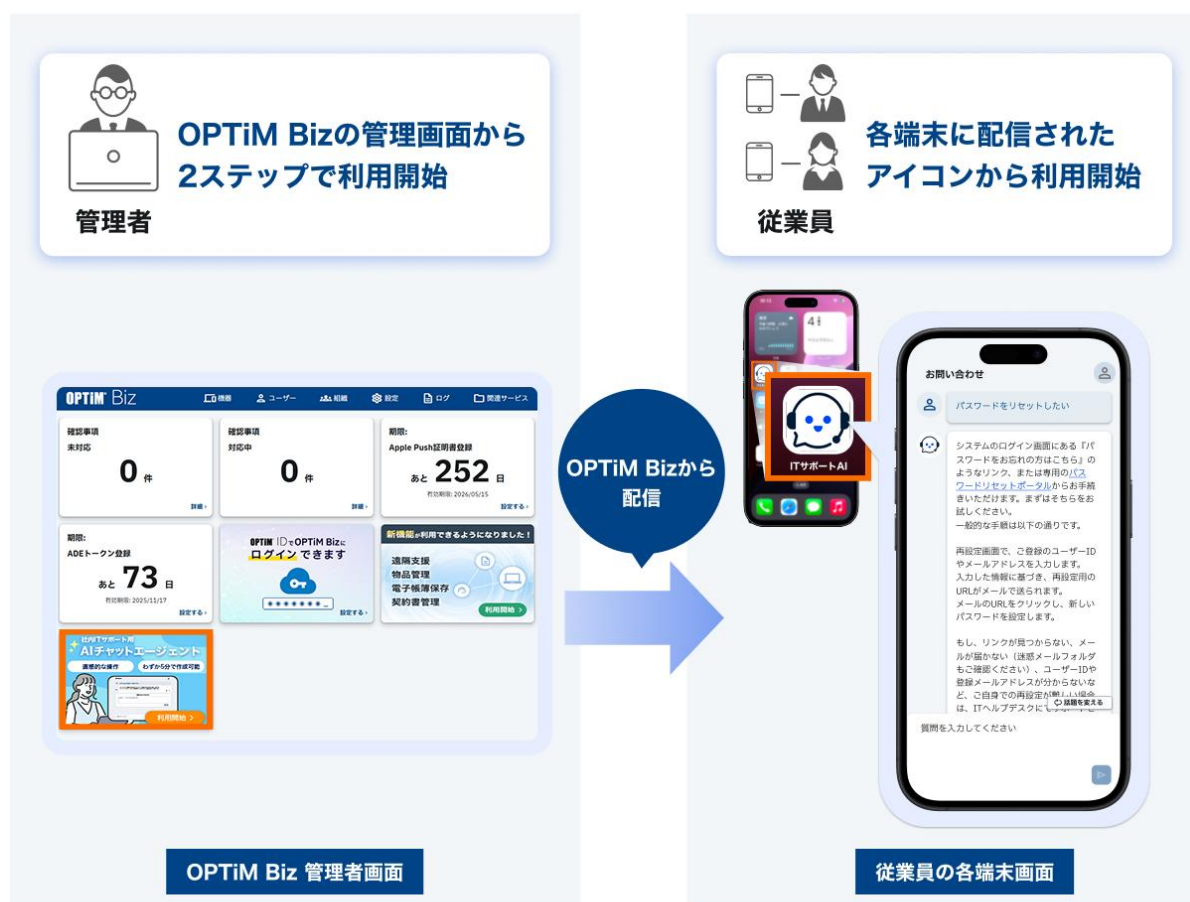 OPTiM Bizの管理画面から
2ステップで利用開始
管理者
OPTiM Biz
機器
ユーザー
組織
設定
ログ
関連サービス
確認事項
未対応
0 件
詳細
確認事項
対応中
0 件
詳細
期限:
Apple Push証明書登録
あと 252 日
有効期限: 2026/05/15
設定する
期限:
ADEトークン登録
あと 73 日
有効期限: 2025/11/17
設定する
OPTiM IDでOPTiM Bizに
ログインできます
設定する
新機能が利用できるようになりました!
遠隔支援
物品管理
電子帳簿保存
契約書管理
利用開始
社内ITサポート用
AIチャットエージェント
直感的な操作
わずか5分で作成可能
利用開始
OPTiM Biz 管理者画面
OPTiM Bizから
配信
各端末に配信された
アイコンから利用開始
従業員
ITサポートAI
お問い合わせ
パスワードをリセットしたい
システムのログイン画面にある『パ
スワードをお忘れの方はこちら』の
ようなリンク、または専用のパス
ワードリセットポータルからお手続
きいただけます。まずはそちらをお
試しください。
一般的な手順は以下の通りです。
再設定画面で、ご登録のユーザーID
やメールアドレスを入力します。
入力した情報に基づき、再設定用の
URLがメールで送られます。
メールのURLをクリックし、新しい
パスワードを設定します。
もし、リンクが見つからない、メー
ルが届かない（迷惑メールフォルダ
もご確認ください）、ユーザーIDや
登録メールアドレスが分からないな
ど、ご自身での再設定が難しい場合
は、ITヘルプデスクに
話題を変える
質問を入力してください
従業員の各端末画面